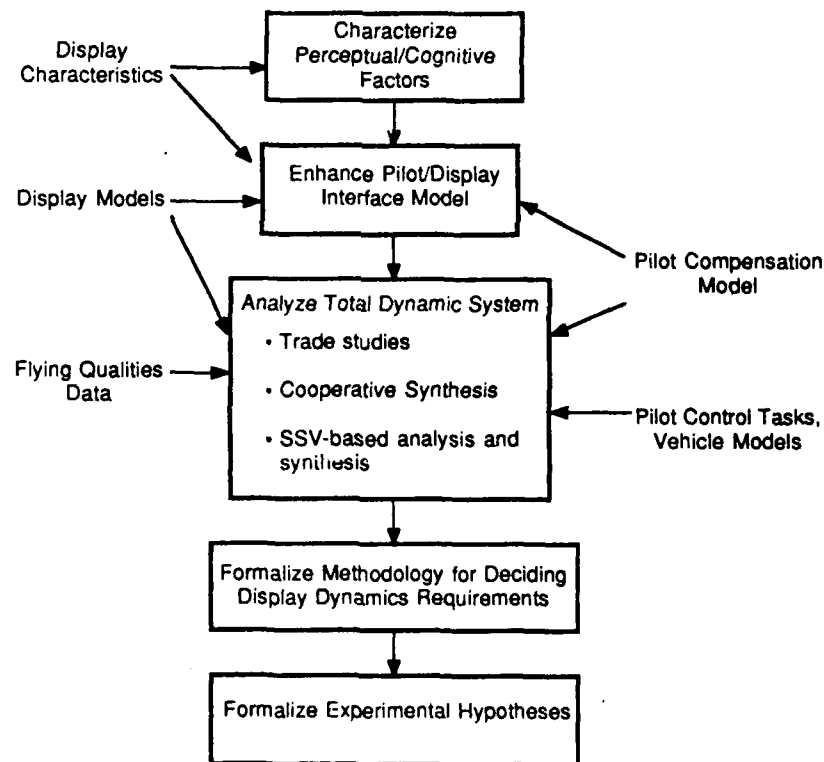 Characterize
Perceptual/Cognitive
Factors
Display
Characteristics
Enhance Pilot/Display
Interface Model
Display Models
Pilot Compensation
Model
Analyze Total Dynamic System
• Trade studies
• Cooperative Synthesis
• SSV-based analysis and
synthesis
Flying Qualities
Data
Pilot Control Tasks,
Vehicle Models
Formalize Methodology for Deciding
Display Dynamics Requirements
Formalize Experimental Hypotheses